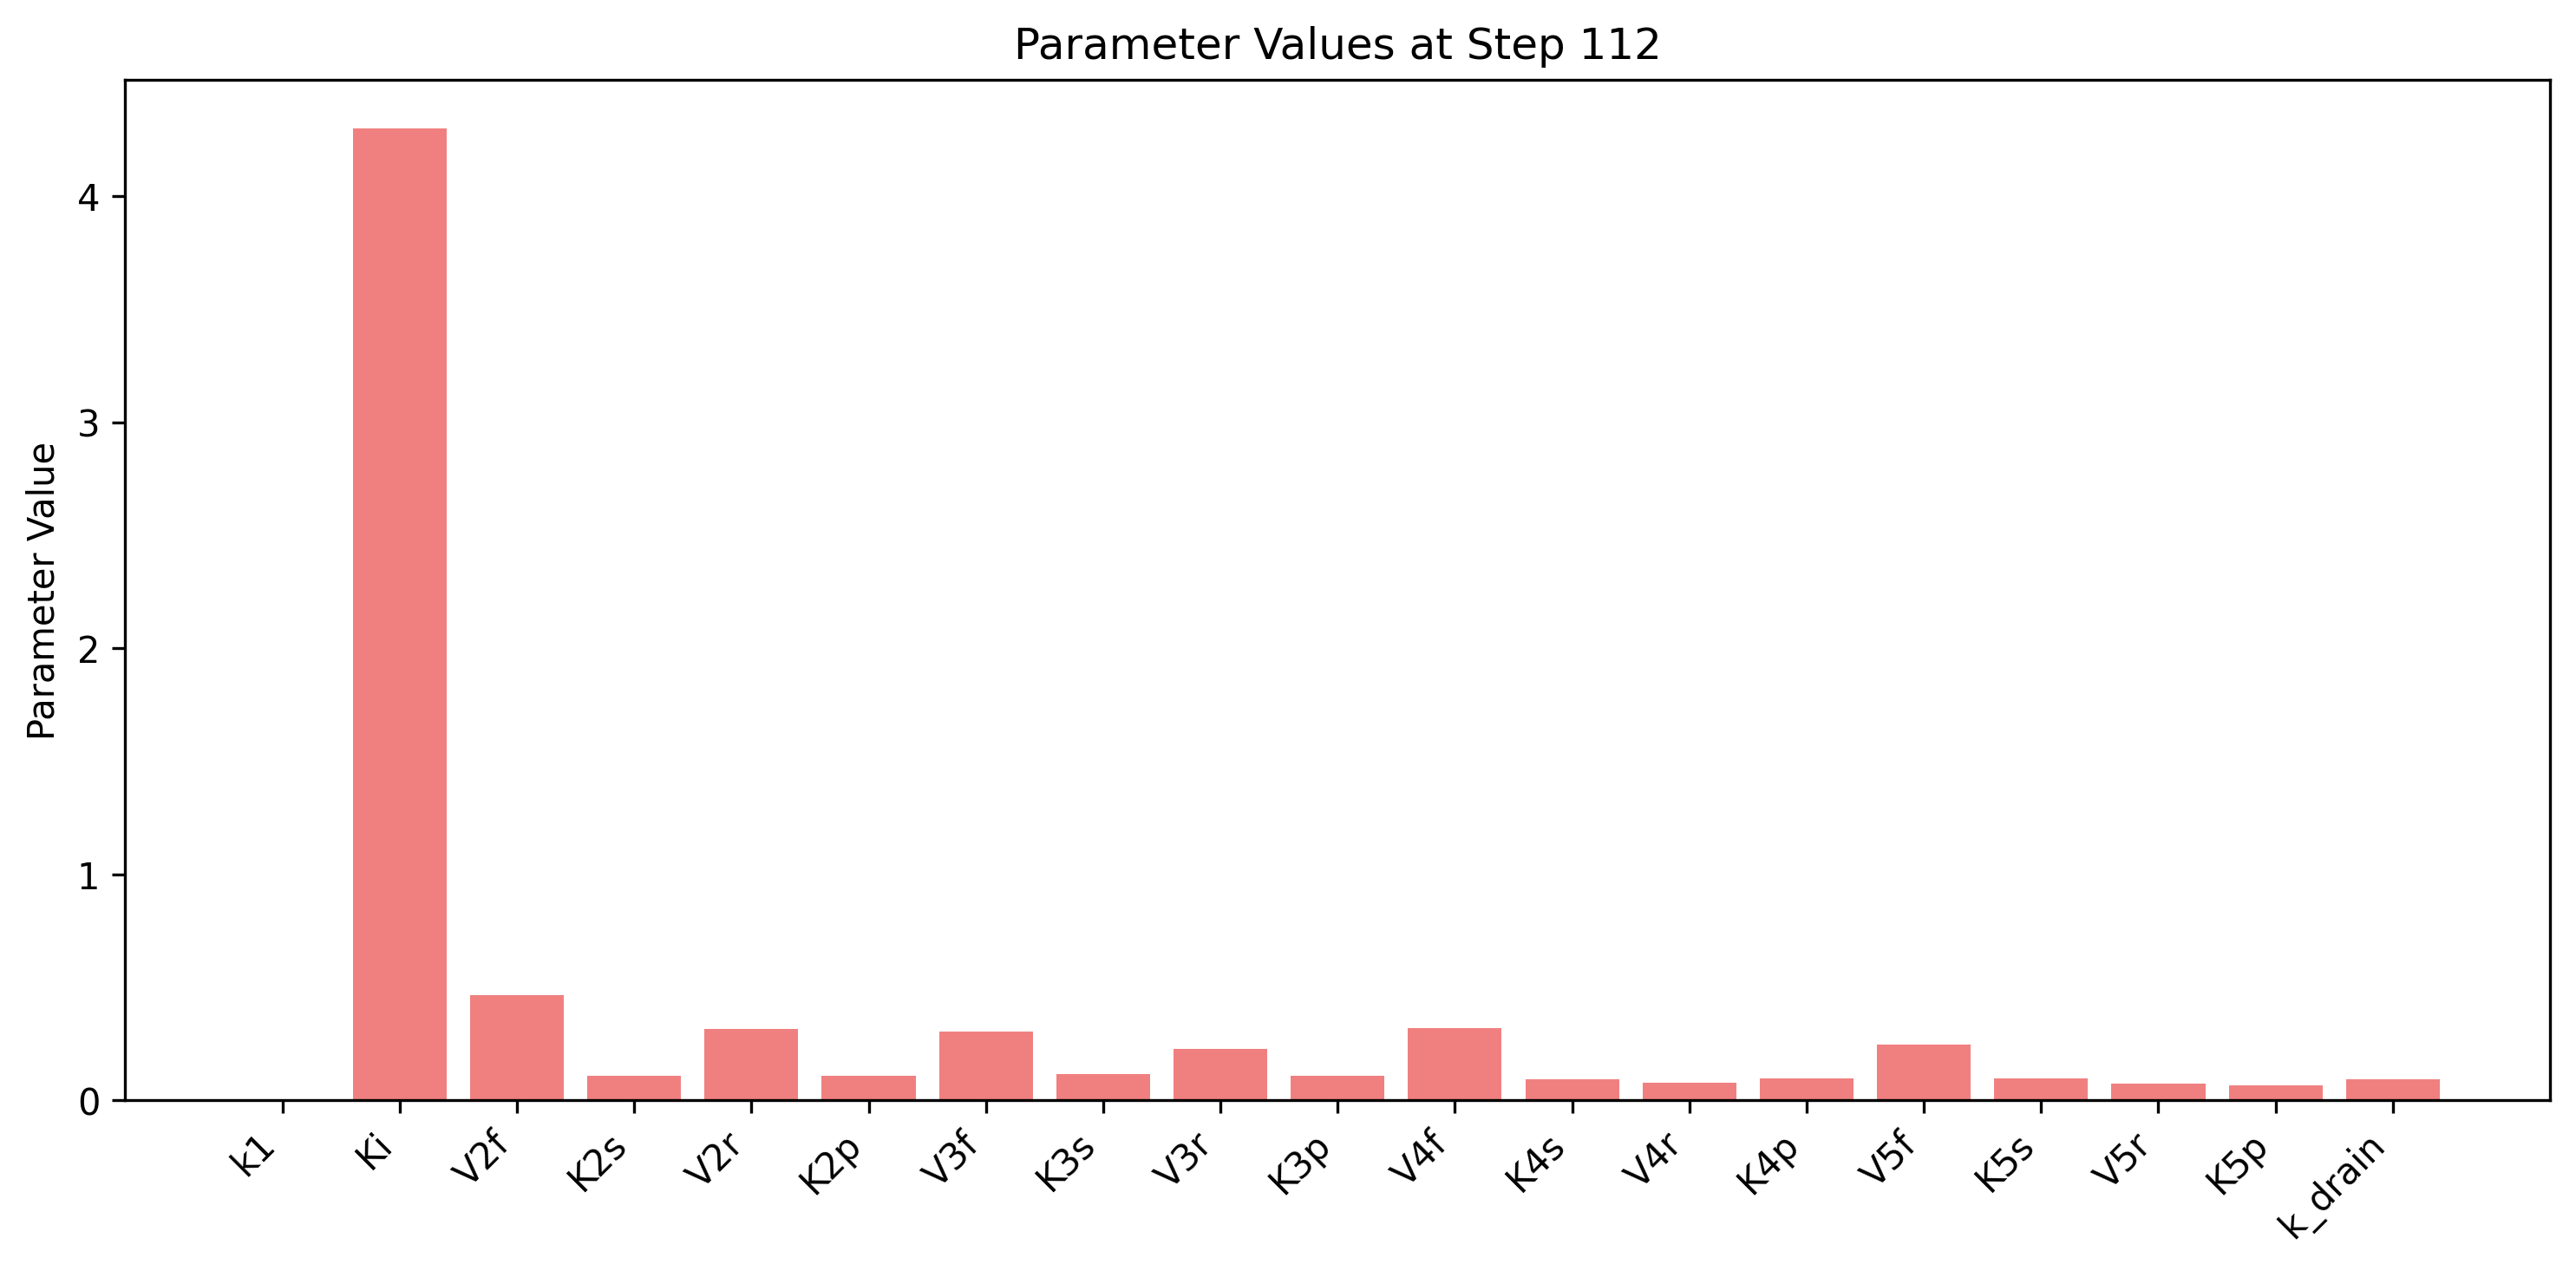 Parameter Values at Step 112
Parameter Value
4
3
2
1
0
k1
Ki
V2f
K2s
V2r
K2p
V3f
K3s
V3r
K3p
V4f
K4s
V4r
K4p
V5f
K5s
V5r
K5p
k_drain